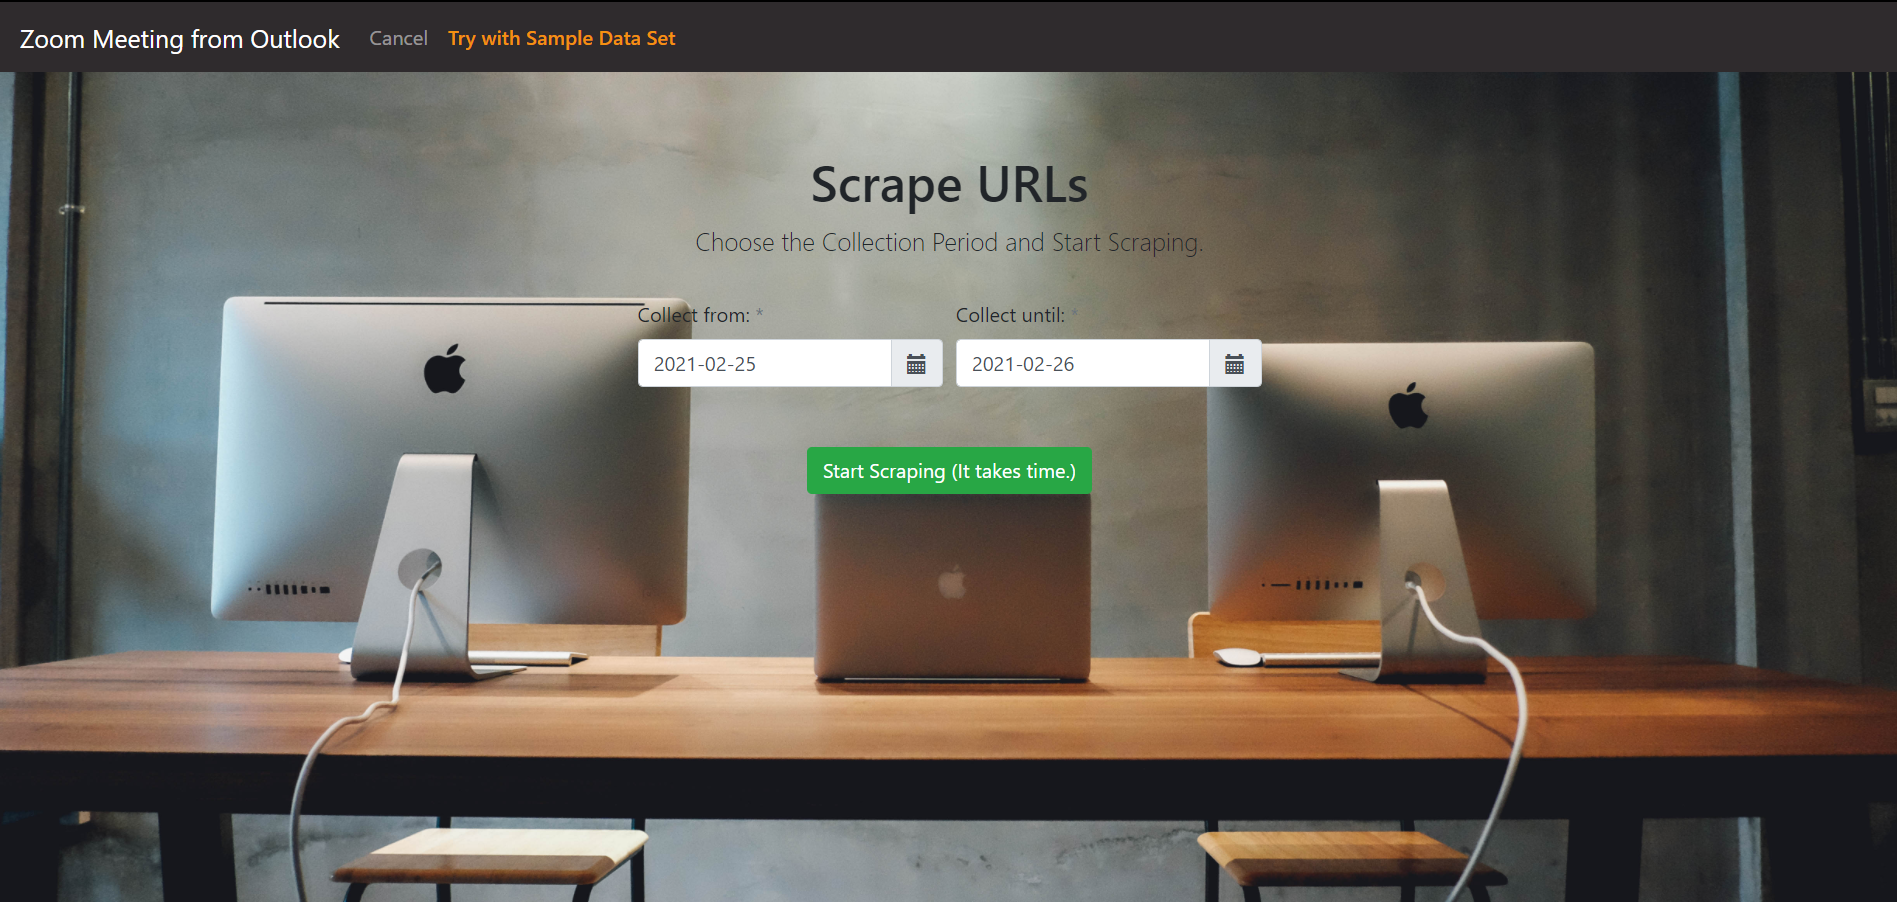 Zoom Meeting from Outlook Cancel Try with Sample Data Set
Scrape URLs
Choose the Collection Period and Start Scraping.
Collect from: * Collect until: *
2021-02-25 2021-02-26
Start Scraping (It takes time.)